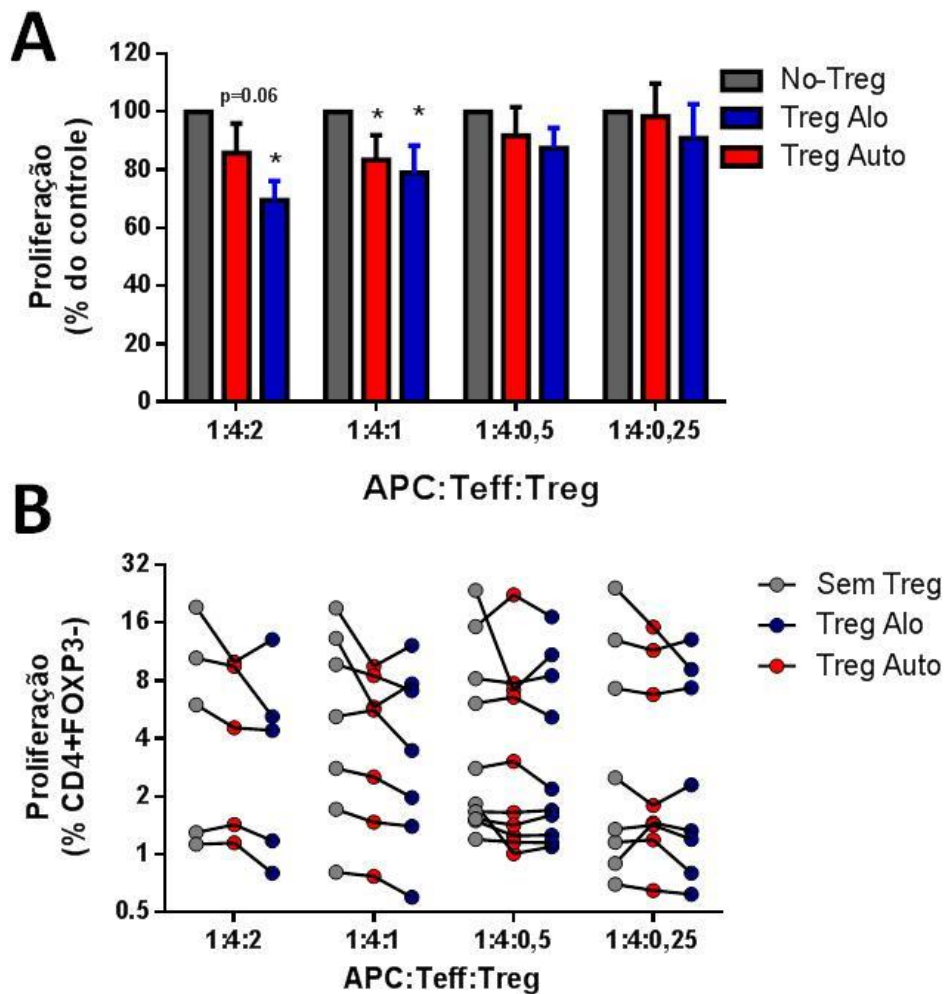 A
Proliferação
(% do controle)
120
100
80
60
40
20
0
p=0.06
*
*
*
No-Treg
Treg Alo
Treg Auto
1:4:2
1:4:1
1:4:0,5
1:4:0,25
APC:Teff:Treg
B
Proliferação
(% CD4+FOXP3-)
32
16
8
4
2
1
0.5
Sem Treg
Treg Alo
Treg Auto
1:4:2
1:4:1
1:4:0,5
1:4:0,25
APC:Teff:Treg